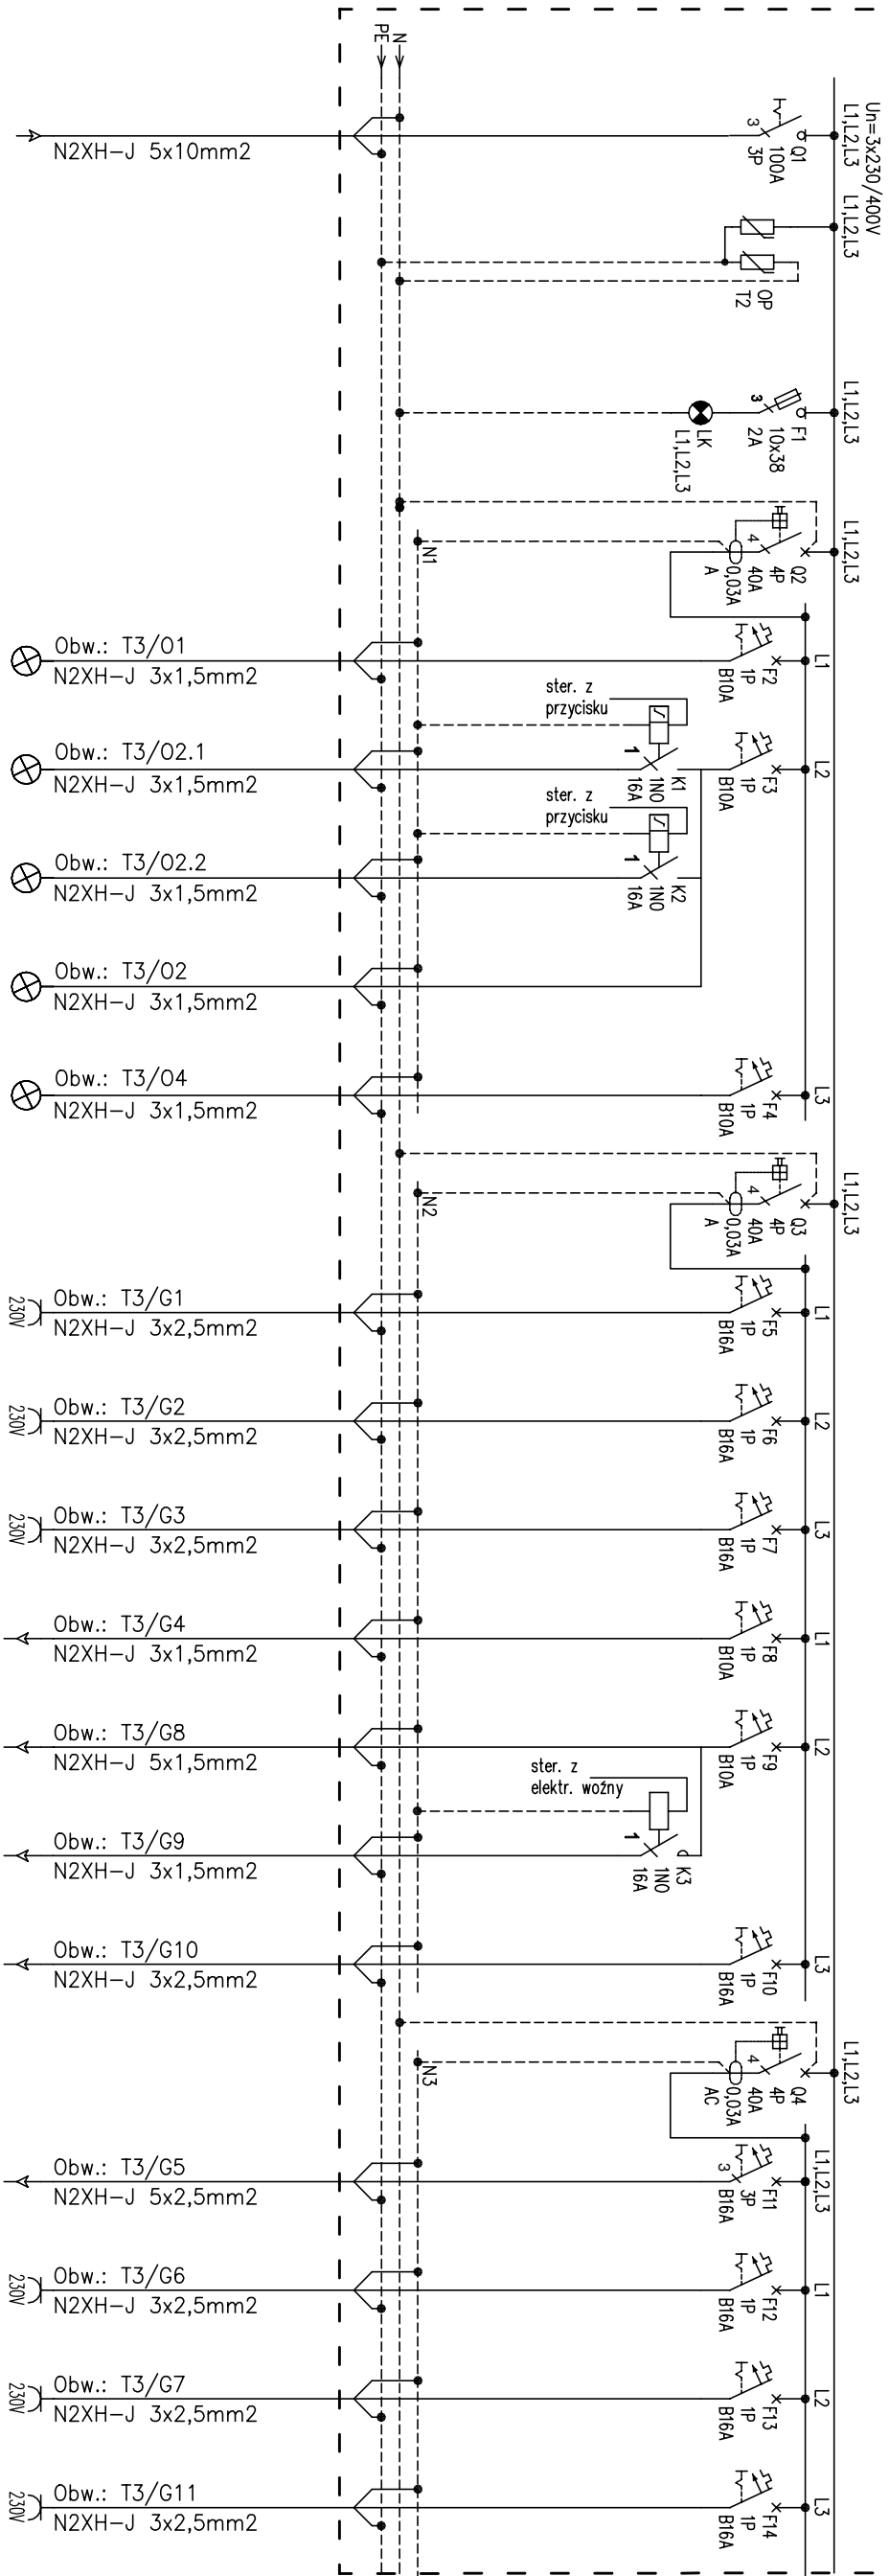 Un=3x230/400V
L1,L2,L3
PE
N
Q1
100A
3P
3
N2XH-J 5x10mm2
L1,L2,L3
OP
T2
L1,L2,L3
F1
10x38
2A
3
LK
L1,L2,L3
L1,L2,L3
Q2
4P
40A
0,03A
A
4
N1
L1
F2
1P
B10A
Obw.: T3/O1
N2XH-J 3x1,5mm2
L2
F3
1P
B10A
ster. z
przycisku
K1
1NO
16A
1
Obw.: T3/O2.1
N2XH-J 3x1,5mm2
ster. z
przycisku
K2
1NO
16A
1
Obw.: T3/O2.2
N2XH-J 3x1,5mm2
Obw.: T3/O2
N2XH-J 3x1,5mm2
L3
F4
1P
B10A
Obw.: T3/O4
N2XH-J 3x1,5mm2
L1,L2,L3
Q3
4P
40A
0,03A
A
4
N2
L1
F5
1P
B16A
Obw.: T3/G1
N2XH-J 3x2,5mm2
230V
L2
F6
1P
B16A
Obw.: T3/G2
N2XH-J 3x2,5mm2
230V
L3
F7
1P
B16A
Obw.: T3/G3
N2XH-J 3x2,5mm2
230V
L1
F8
1P
B10A
Obw.: T3/G4
N2XH-J 3x1,5mm2
L2
F9
1P
B10A
Obw.: T3/G8
N2XH-J 5x1,5mm2
ster. z
elektr. woźny
K3
1NO
16A
1
Obw.: T3/G9
N2XH-J 3x1,5mm2
L3
F10
1P
B16A
Obw.: T3/G10
N2XH-J 3x2,5mm2
L1,L2,L3
Q4
4P
40A
0,03A
AC
4
N3
L1,L2,L3
F11
3P
B16A
3
Obw.: T3/G5
N2XH-J 5x2,5mm2
L1
F12
1P
B16A
Obw.: T3/G6
N2XH-J 3x2,5mm2
230V
L2
F13
1P
B16A
Obw.: T3/G7
N2XH-J 3x2,5mm2
230V
L3
F14
1P
B16A
Obw.: T3/G11
N2XH-J 3x2,5mm2
230V